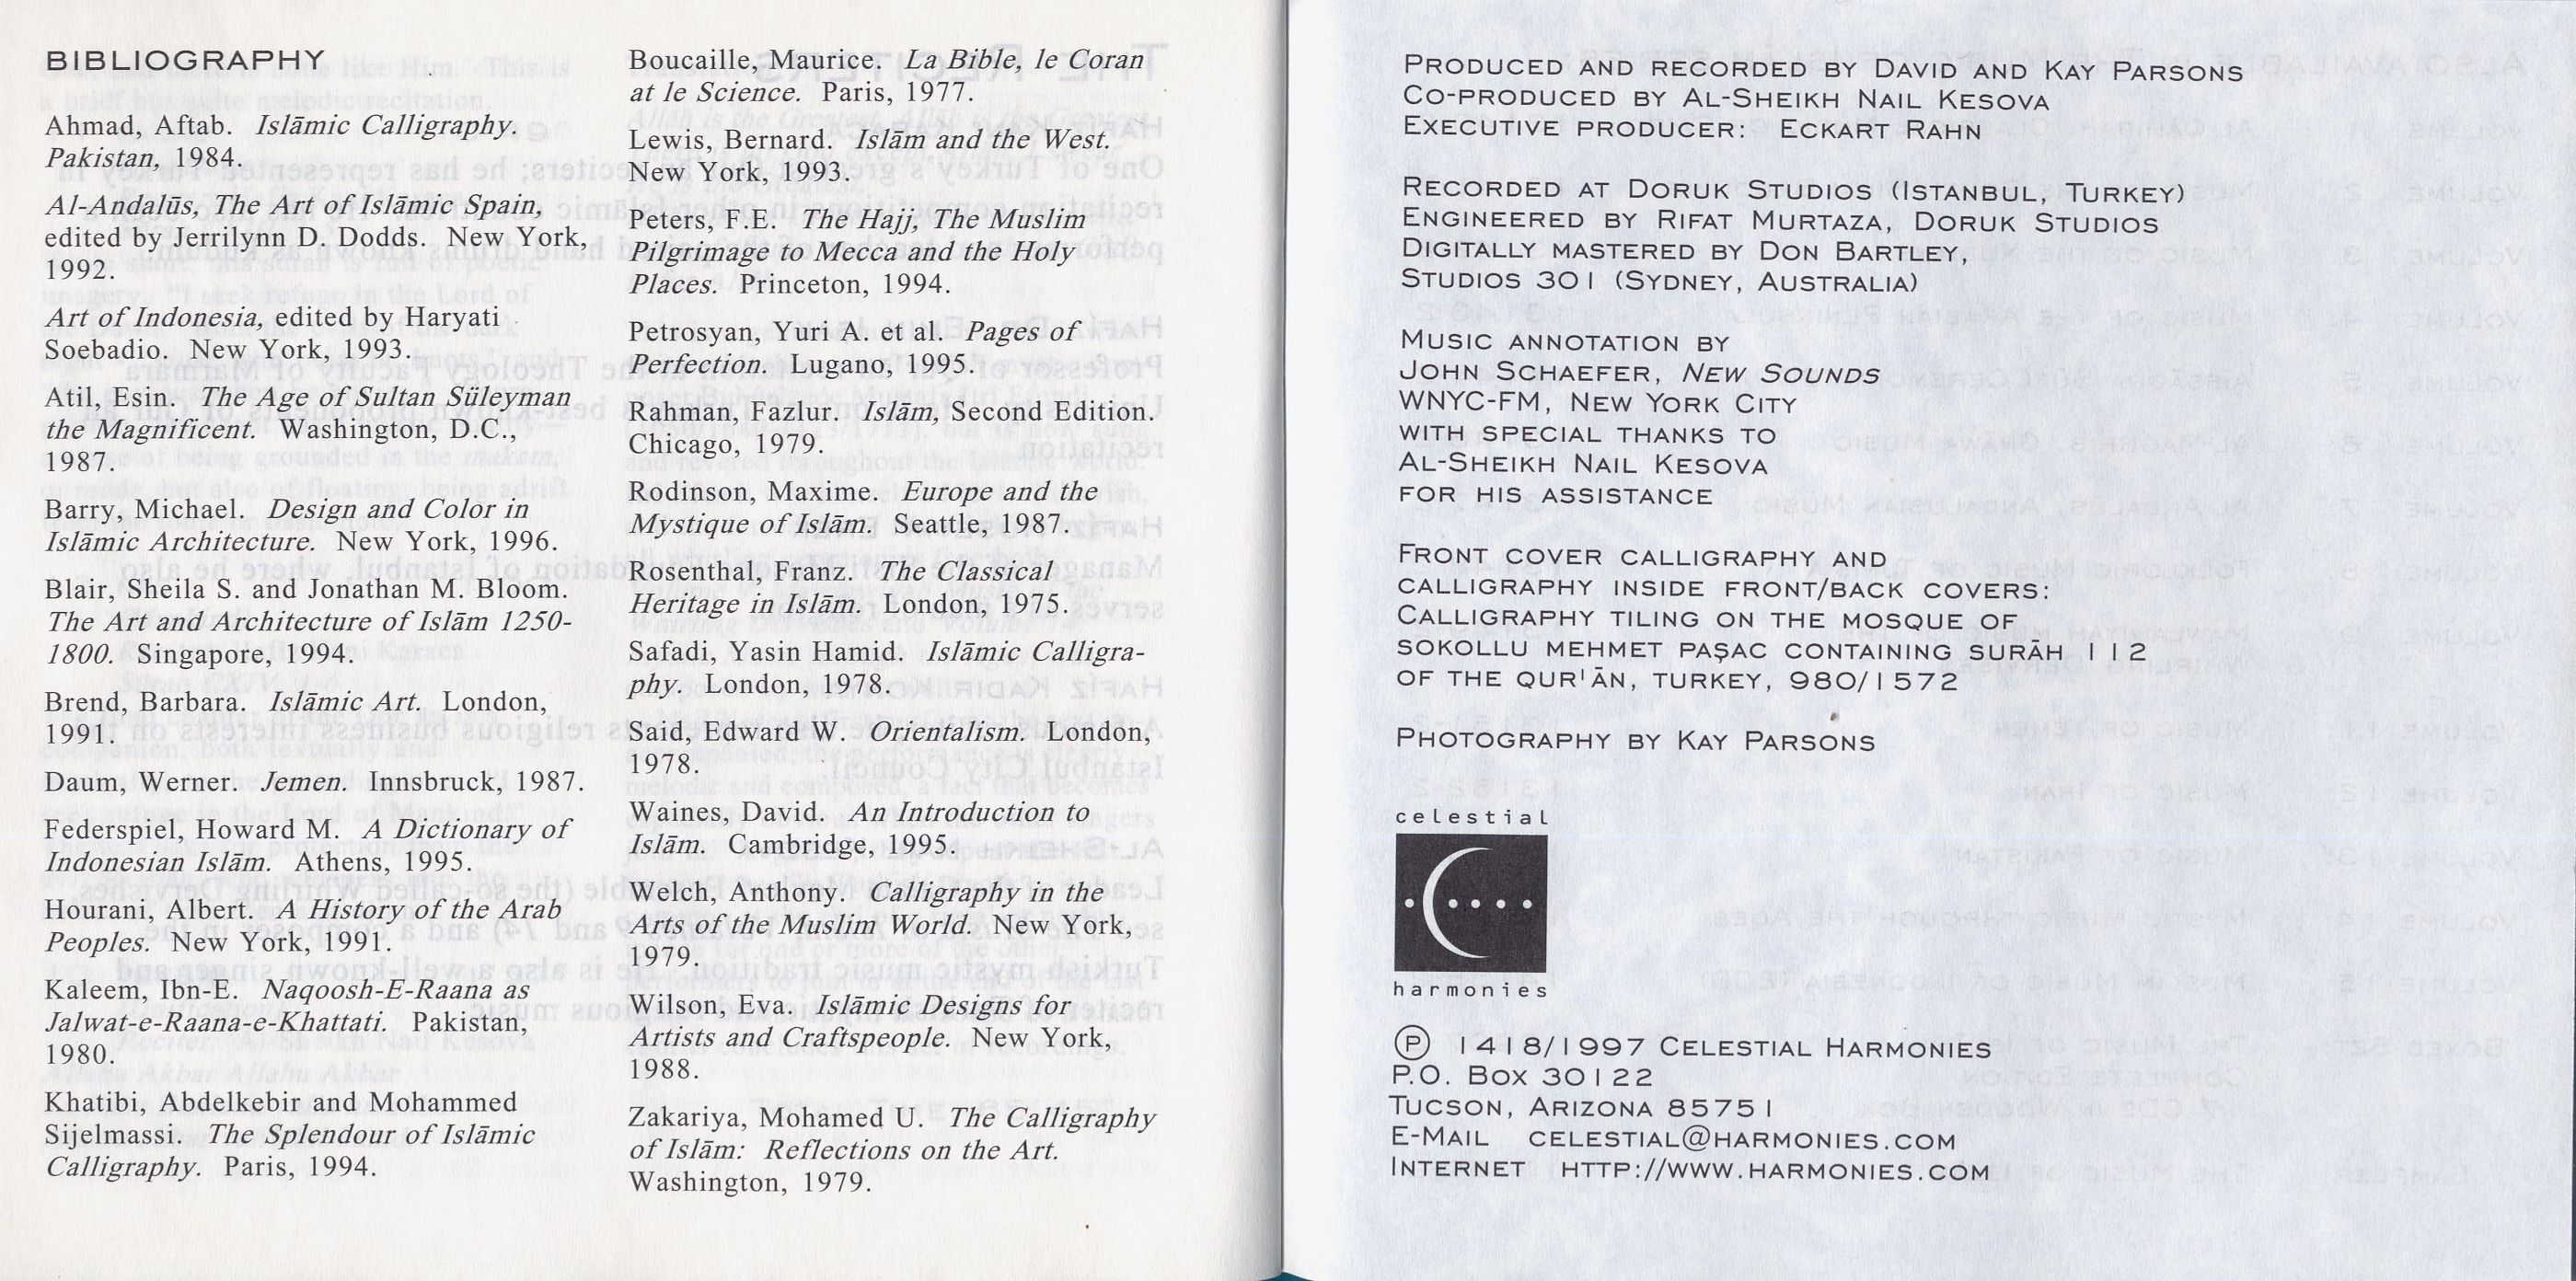 BIBLIOGRAPHY
Ahmad, Aftab. Islāmic Calligraphy.
Pakistan, 1984.
Al-Andalūs, The Art of Islāmic Spain,
edited by Jerrilynn D. Dodds. New York,
1992.
Art of Indonesia, edited by Haryati
Soebadio. New York, 1993.
Atil, Esin. The Age of Sultan Süleyman
the Magnificent. Washington, D.C.,
1987.
Barry, Michael. Design and Color in
Islāmic Architecture. New York, 1996.
Blair, Sheila S. and Jonathan M. Bloom.
The Art and Architecture of Islām 1250-
1800. Singapore, 1994.
Brend, Barbara. Islāmic Art. London,
1991.
Daum, Werner. Jemen. Innsbruck, 1987.
Federspiel, Howard M. A Dictionary of
Indonesian Islām. Athens, 1995.
Hourani, Albert. A History of the Arab
Peoples. New York, 1991.
Kaleem, Ibn-E. Naqoosh-E-Raana as
Jalwat-e-Raana-e-Khattati. Pakistan,
1980.
Khatibi, Abdelkebir and Mohammed
Sijelmassi. The Splendour of Islāmic
Calligraphy. Paris, 1994.
Boucaille, Maurice. La Bible, le Coran
at le Science. Paris, 1977.
Lewis, Bernard. Islām and the West.
New York, 1993.
Peters, F.E. The Hajj, The Muslim
Pilgrimage to Mecca and the Holy
Places. Princeton, 1994.
Petrosyan, Yuri A. et al. Pages of
Perfection. Lugano, 1995.
Rahman, Fazlur. Islām, Second Edition.
Chicago, 1979.
Rodinson, Maxime. Europe and the
Mystique of Islām. Seattle, 1987.
Rosenthal, Franz. The Classical
Heritage in Islām. London, 1975.
Safadi, Yasin Hamid. Islāmic Calligra-
phy. London, 1978.
Said, Edward W. Orientalism. London,
1978.
Waines, David. An Introduction to
Islām. Cambridge, 1995.
Welch, Anthony. Calligraphy in the
Arts of the Muslim World. New York,
1979.
Wilson, Eva. Islāmic Designs for
Artists and Craftspeople. New York,
1988.
Zakariya, Mohamed U. The Calligraphy
of Islām: Reflections on the Art.
Washington, 1979.
PRODUCED AND RECORDED BY DAVID AND KAY PARSONS
CO-PRODUCED BY AL-SHEIKH NAIL KESOVA
EXECUTIVE PRODUCER: ECKART RAHN
RECORDED AT DORUK STUDIOS (ISTANBUL, TURKEY)
ENGINEERED BY RIFAT MURTAZA, DORUK STUDIOS
DIGITALLY MASTERED BY DON BARTLEY,
STUDIOS 301 (SYDNEY, AUSTRALIA)
MUSIC ANNOTATION BY
JOHN SCHAEFER, NEW SOUNDS
WNYC-FM, NEW YORK CITY
WITH SPECIAL THANKS TO
AL-SHEIKH NAIL KESOVA
FOR HIS ASSISTANCE
FRONT COVER CALLIGRAPHY AND
CALLIGRAPHY INSIDE FRONT/BACK COVERS:
CALLIGRAPHY TILING ON THE MOSQUE OF
SOKOLLU MEHMET PAŞAC CONTAINING SURĀH 112
OF THE QUR'ĀN, TURKEY, 980/1572
PHOTOGRAPHY BY KAY PARSONS
celestial
harmonies
℗ 1418/1997 CELESTIAL HARMONIES
P.O. BOX 30122
TUCSON, ARIZONA 85751
E-MAIL CELESTIAL@HARMONIES.COM
INTERNET HTTP://WWW.HARMONIES.COM